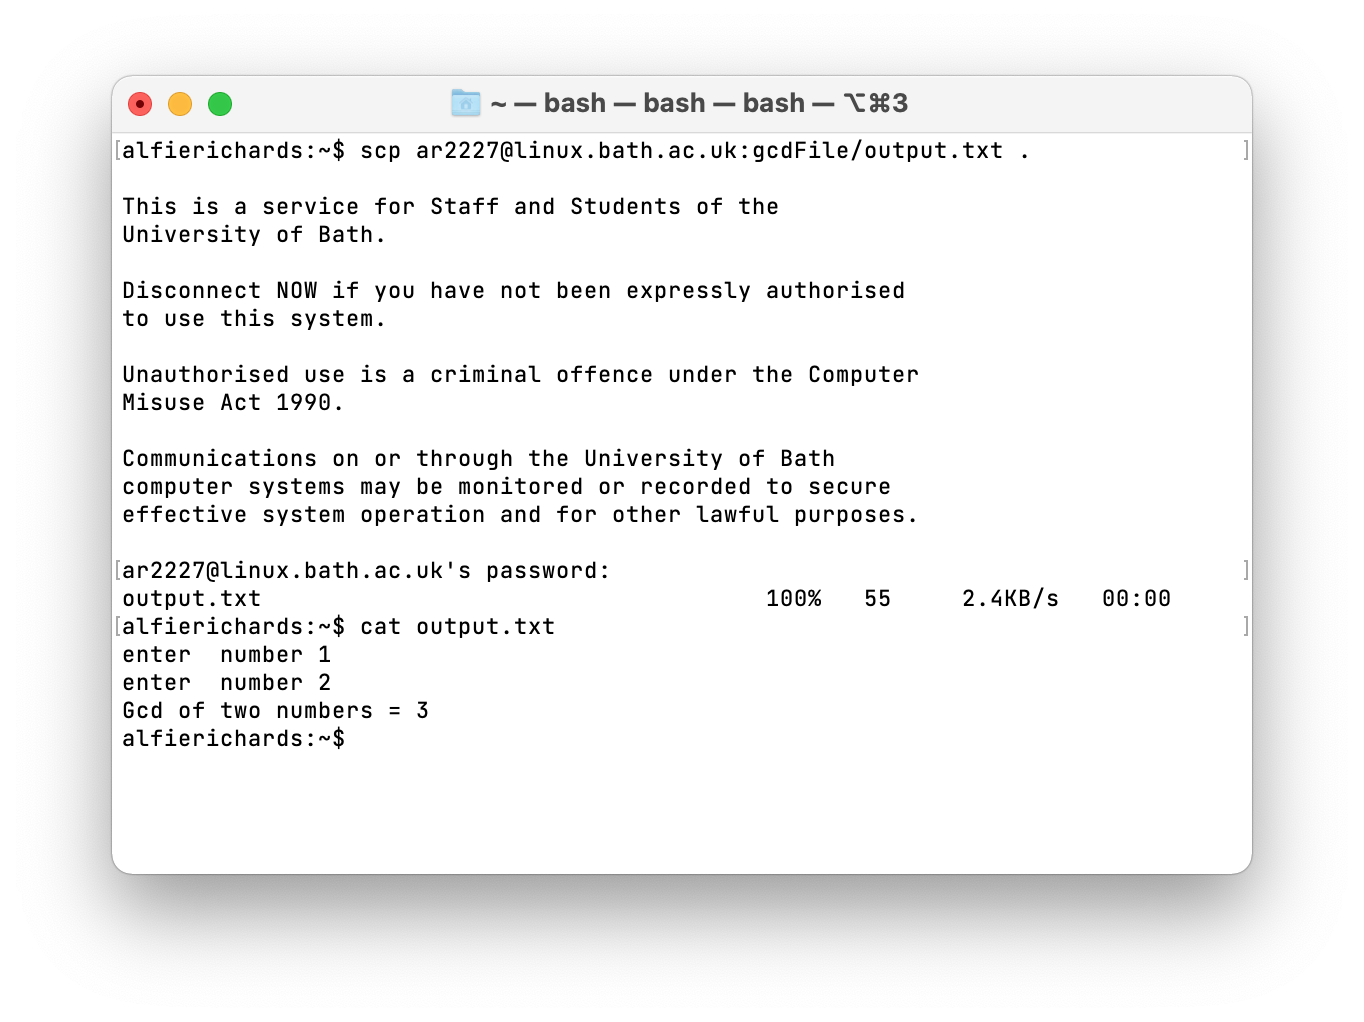 ~ — bash — bash — bash — ⌥⌘3
alfierichards:~$ scp ar2227@linux.bath.ac.uk:gcdFile/output.txt .
This is a service for Staff and Students of the
University of Bath.
Disconnect NOW if you have not been expressly authorised
to use this system.
Unauthorised use is a criminal offence under the Computer
Misuse Act 1990.
Communications on or through the University of Bath
computer systems may be monitored or recorded to secure
effective system operation and for other lawful purposes.
ar2227@linux.bath.ac.uk's password:
output.txt                                    100%   55     2.4KB/s   00:00
alfierichards:~$ cat output.txt
enter  number 1
enter  number 2
Gcd of two numbers = 3
alfierichards:~$